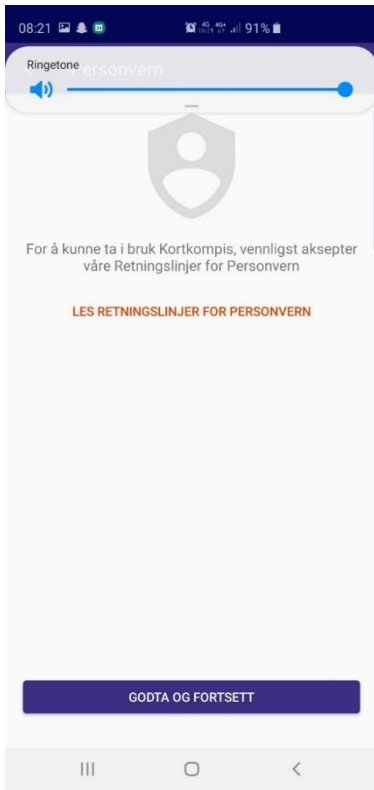 08:21 91%
Ringetone
Personvern
For å kunne ta i bruk Kortkompis, vennligst aksepter
våre Retningslinjer for Personvern
LES RETNINGSLINJER FOR PERSONVERN
GODTA OG FORTSETT